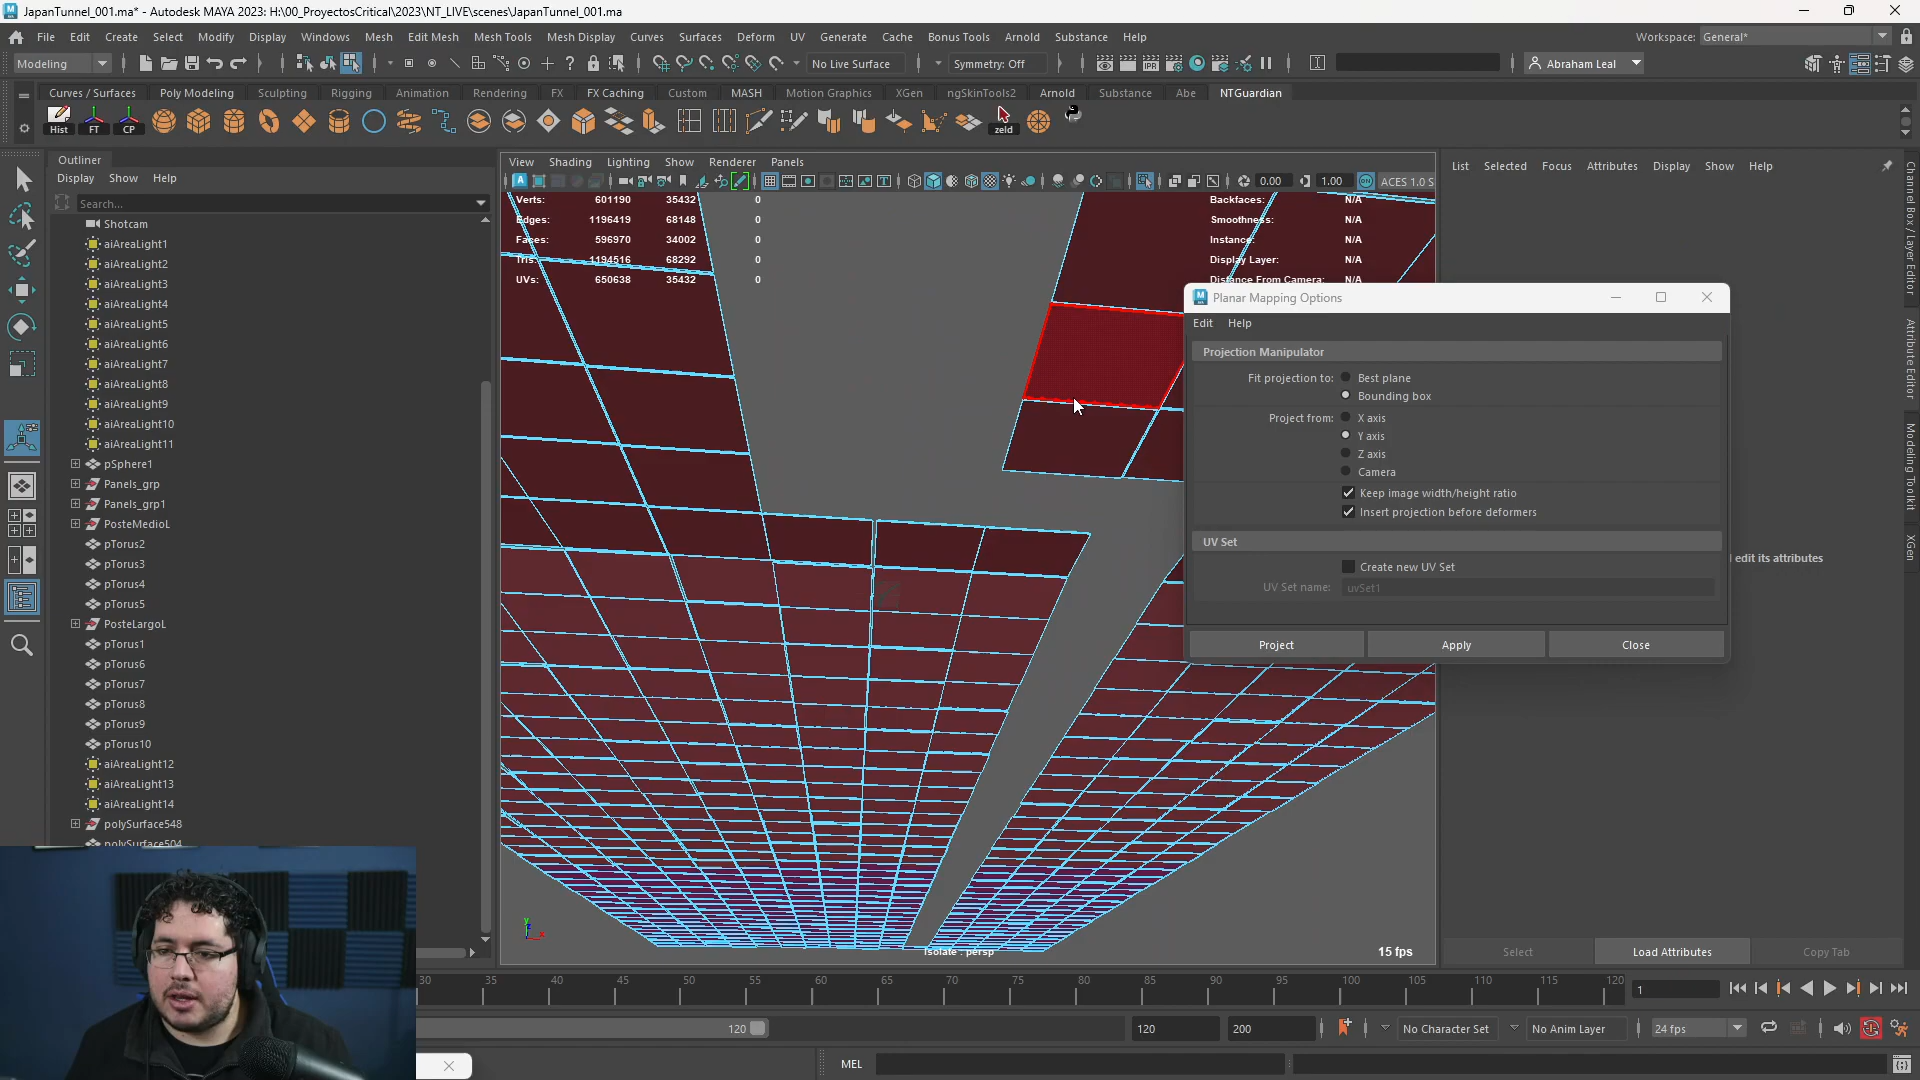 JapanTunnel_001.ma* - Autodesk MAYA 2023: H:\00_ProyectosCritical\2023\NT_LIVE\scenes\JapanTunnel_001.ma
File Edit Create Select Modify Display Windows Mesh Edit Mesh Mesh Tools Mesh Display Curves Surfaces Deform UV Generate Cache Bonus Tools Arnold Substance Help
Workspace: General*
Modeling
No Live Surface
Symmetry: Off
Abraham Leal
Curves / Surfaces Poly Modeling Sculpting Rigging Animation Rendering FX FX Caching Custom MASH Motion Graphics XGen ngSkinTools2 Arnold Substance Abe NTGuardian
Hist FT CP zeld
Outliner
Display Show Help
Search...
Shotcam
aiAreaLight1
aiAreaLight2
aiAreaLight3
aiAreaLight4
aiAreaLight5
aiAreaLight6
aiAreaLight7
aiAreaLight8
aiAreaLight9
aiAreaLight10
aiAreaLight11
pSphere1
Panels_grp
Panels_grp1
PosteMedioL
pTorus2
pTorus3
pTorus4
pTorus5
PosteLargoL
pTorus1
pTorus6
pTorus7
pTorus8
pTorus9
pTorus10
aiAreaLight12
aiAreaLight13
aiAreaLight14
polySurface548
polySurface504
View Shading Lighting Show Renderer Panels
0.00 1.00 ACES 1.0 S
Verts: 601190 35432 0
Edges: 1196419 68148 0
Faces: 596970 34002 0
Tris: 1194516 68292 0
UVs: 650638 35432 0
Backfaces: N/A
Smoothness: N/A
Instance: N/A
Display Layer: N/A
Distance From Camera: N/A
Isolate : persp
15 fps
Planar Mapping Options
Edit Help
Projection Manipulator
Fit projection to: Best plane
Bounding box
Project from: X axis
Y axis
Z axis
Camera
Keep image width/height ratio
Insert projection before deformers
UV Set
Create new UV Set
UV Set name: uvSet1
Project Apply Close
List Selected Focus Attributes Display Show Help
edit its attributes
Select Load Attributes Copy Tab
Channel Box / Layer Editor
Attribute Editor
Modeling Toolkit
XGen
30 35 40 45 50 55 60 65 70 75 80 85 90 95 100 105 110 115 120
1
120
120
200
No Character Set
No Anim Layer
24 fps
MEL